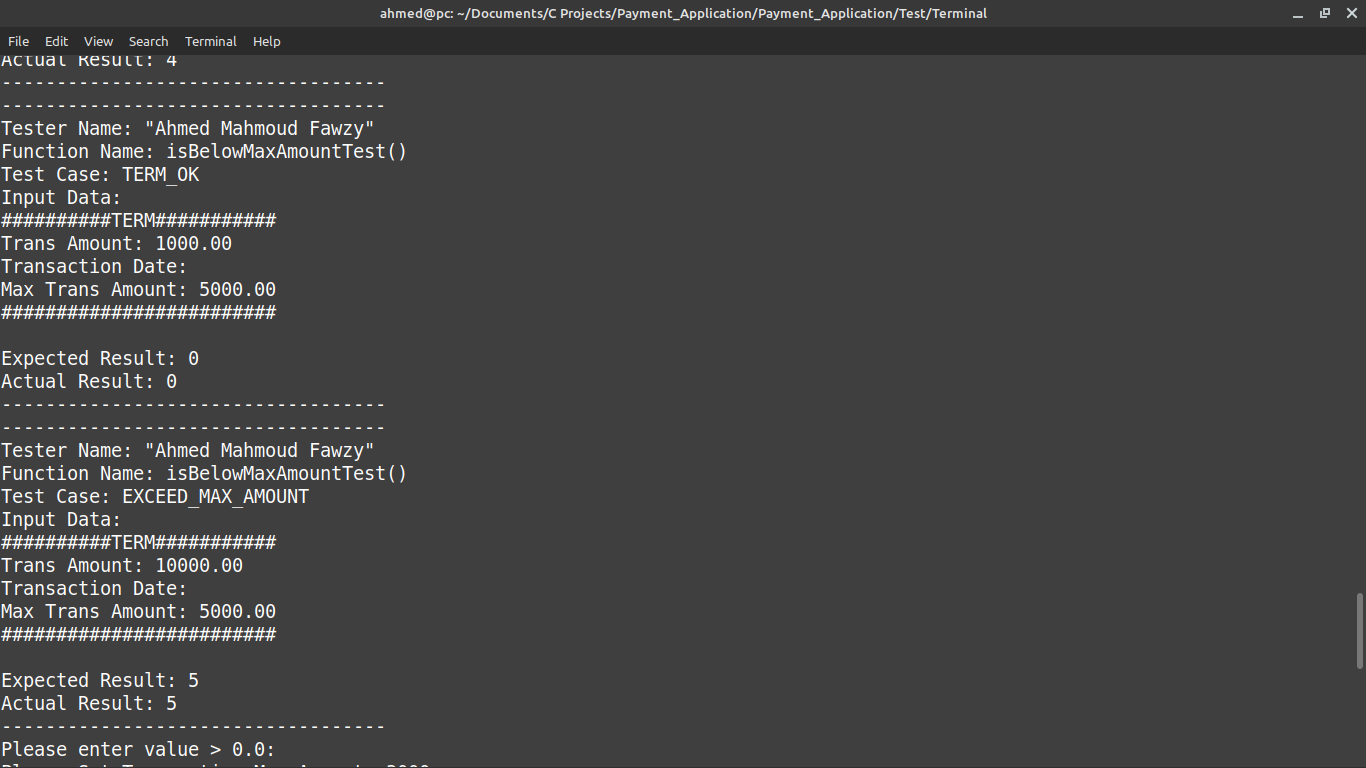 ahmed@pc: ~/Documents/C Projects/Payment_Application/Payment_Application/Test/Terminal
File Edit View Search Terminal Help
Actual Result: 4
-----------------------------------
-----------------------------------
Tester Name: "Ahmed Mahmoud Fawzy"
Function Name: isBelowMaxAmountTest()
Test Case: TERM_OK
Input Data:
##########TERM###########
Trans Amount: 1000.00
Transaction Date:
Max Trans Amount: 5000.00
#########################
Expected Result: 0
Actual Result: 0
-----------------------------------
-----------------------------------
Tester Name: "Ahmed Mahmoud Fawzy"
Function Name: isBelowMaxAmountTest()
Test Case: EXCEED_MAX_AMOUNT
Input Data:
##########TERM###########
Trans Amount: 10000.00
Transaction Date:
Max Trans Amount: 5000.00
#########################
Expected Result: 5
Actual Result: 5
-----------------------------------
Please enter value > 0.0: